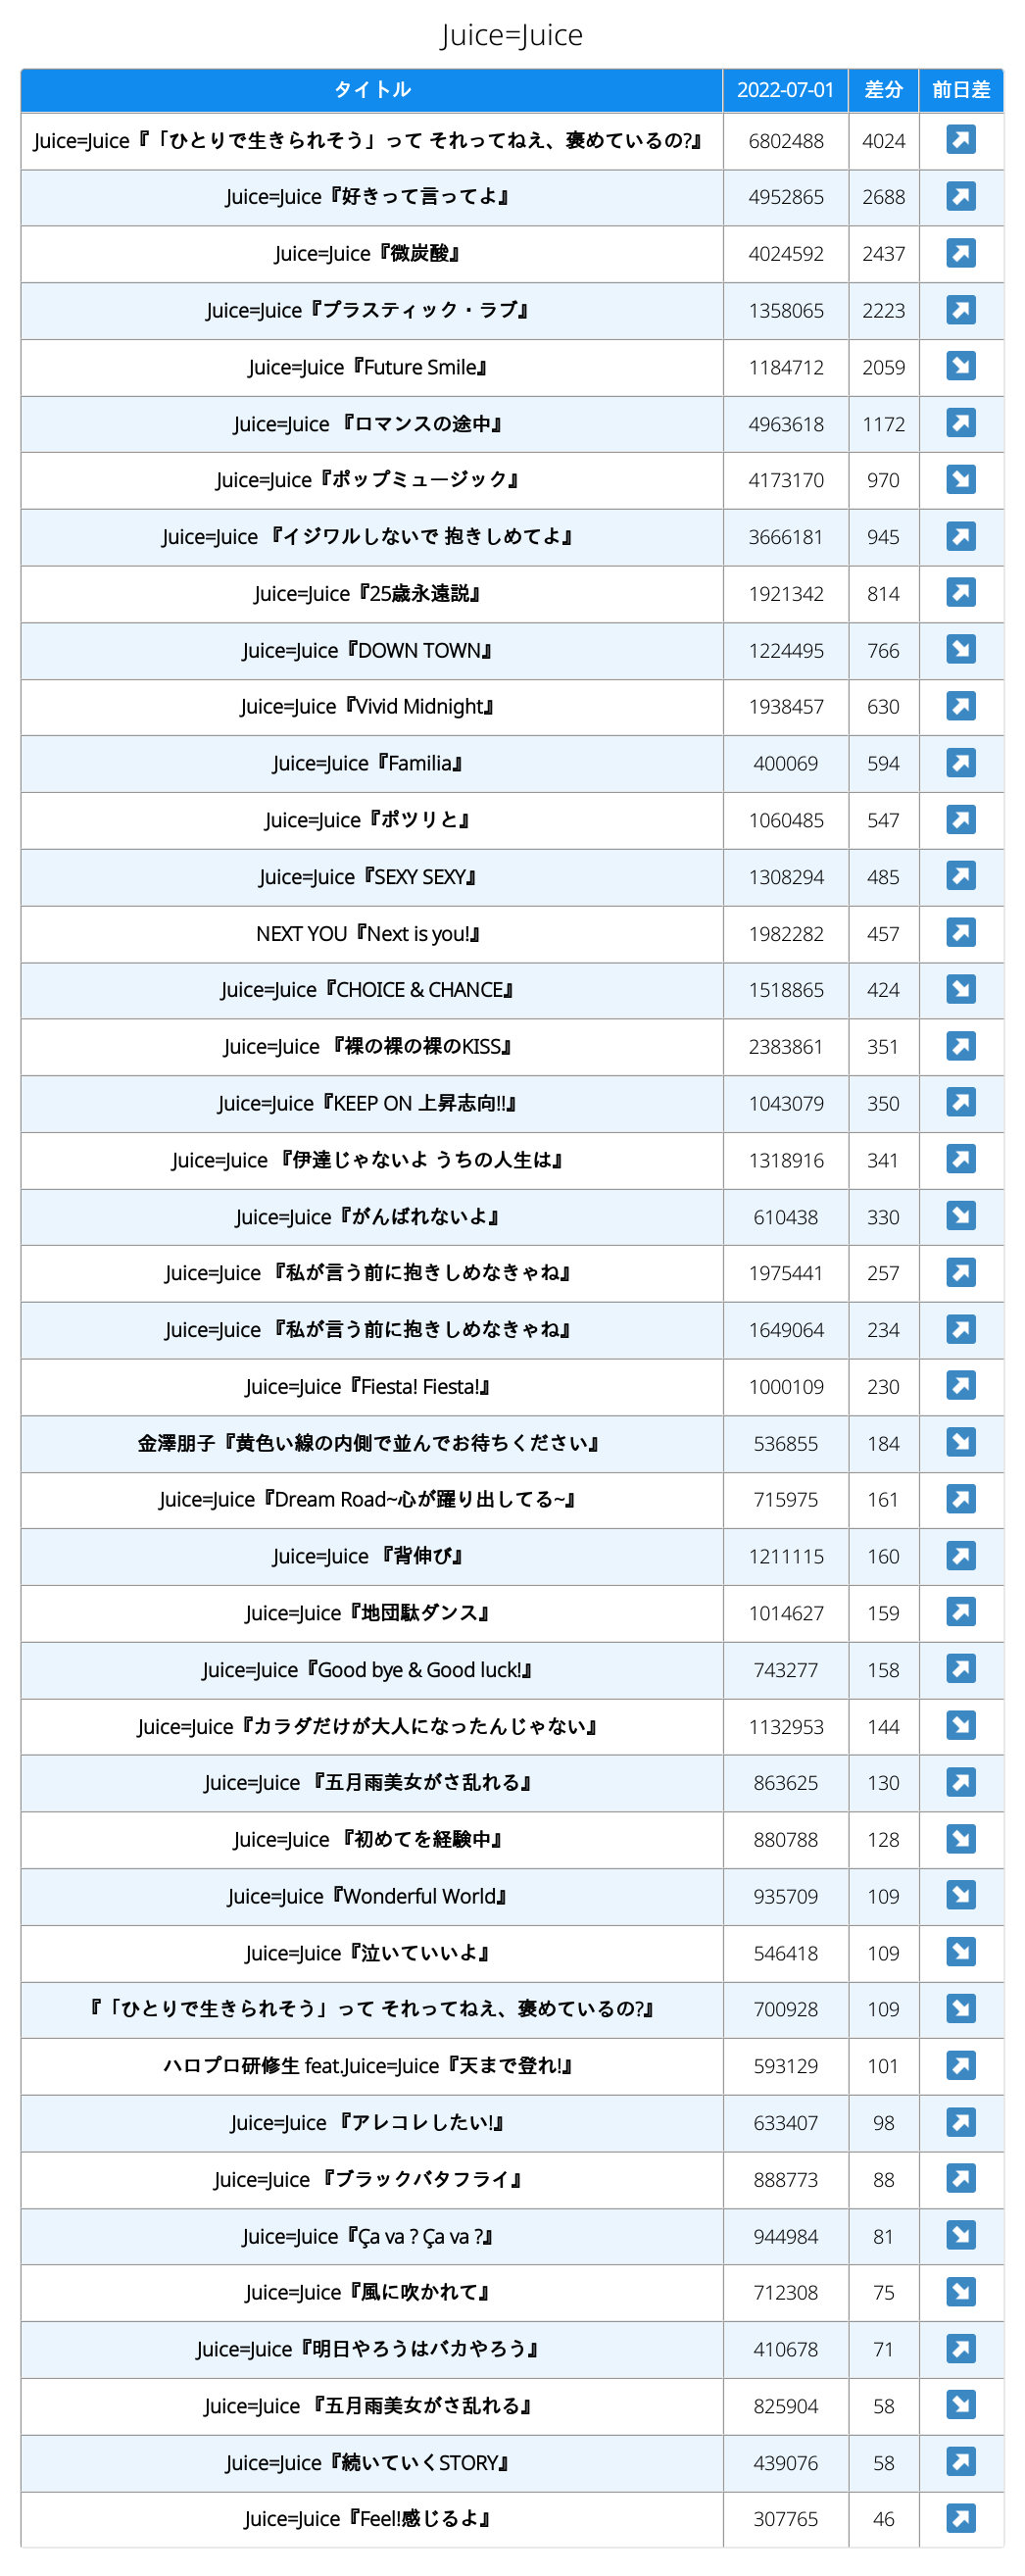 Juice=Juice
タイトル 2022-07-01 差分 前日差
Juice=Juice『「ひとりで生きられそう」って それってねえ、褒めているの?』 6802488 4024
Juice=Juice『好きって言ってよ』 4952865 2688
Juice=Juice『微炭酸』 4024592 2437
Juice=Juice『プラスティック・ラブ』 1358065 2223
Juice=Juice『Future Smile』 1184712 2059
Juice=Juice 『ロマンスの途中』 4963618 1172
Juice=Juice『ポップミュージック』 4173170 970
Juice=Juice 『イジワルしないで 抱きしめてよ』 3666181 945
Juice=Juice『25歳永遠説』 1921342 814
Juice=Juice『DOWN TOWN』 1224495 766
Juice=Juice『Vivid Midnight』 1938457 630
Juice=Juice『Familia』 400069 594
Juice=Juice『ポツリと』 1060485 547
Juice=Juice『SEXY SEXY』 1308294 485
NEXT YOU『Next is you!』 1982282 457
Juice=Juice『CHOICE & CHANCE』 1518865 424
Juice=Juice 『裸の裸の裸のKISS』 2383861 351
Juice=Juice『KEEP ON 上昇志向!!』 1043079 350
Juice=Juice 『伊達じゃないよ うちの人生は』 1318916 341
Juice=Juice『がんばれないよ』 610438 330
Juice=Juice 『私が言う前に抱きしめなきゃね』 1975441 257
Juice=Juice 『私が言う前に抱きしめなきゃね』 1649064 234
Juice=Juice『Fiesta! Fiesta!』 1000109 230
金澤朋子『黄色い線の内側で並んでお待ちください』 536855 184
Juice=Juice『Dream Road~心が躍り出してる~』 715975 161
Juice=Juice 『背伸び』 1211115 160
Juice=Juice『地団駄ダンス』 1014627 159
Juice=Juice『Good bye & Good luck!』 743277 158
Juice=Juice『カラダだけが大人になったんじゃない』 1132953 144
Juice=Juice 『五月雨美女がさ乱れる』 863625 130
Juice=Juice 『初めてを経験中』 880788 128
Juice=Juice『Wonderful World』 935709 109
Juice=Juice『泣いていいよ』 546418 109
『「ひとりで生きられそう」って それってねえ、褒めているの?』 700928 109
ハロプロ研修生 feat.Juice=Juice『天まで登れ!』 593129 101
Juice=Juice 『アレコレしたい!』 633407 98
Juice=Juice 『ブラックバタフライ』 888773 88
Juice=Juice『Ça va ? Ça va ?』 944984 81
Juice=Juice『風に吹かれて』 712308 75
Juice=Juice『明日やろうはバカやろう』 410678 71
Juice=Juice 『五月雨美女がさ乱れる』 825904 58
Juice=Juice『続いていくSTORY』 439076 58
Juice=Juice『Feel!感じるよ』 307765 46